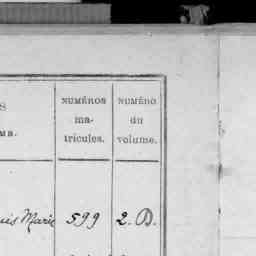 S NUMÉROS NUMÉRO
ma- du
MS. tricules. volume.
Marie 599 2. D.